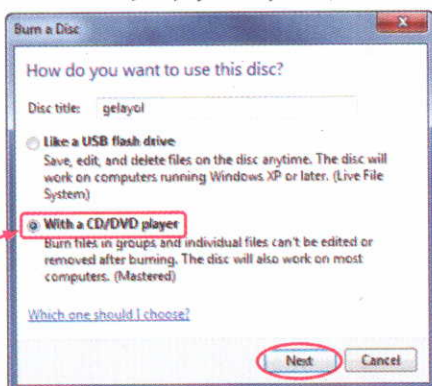 Burn a Disc
How do you want to use this disc?
Disc title: gelayol
Like a USB flash drive
Save, edit, and delete files on the disc anytime. The disc will
work on computers running Windows XP or later. (Live File
System)
With a CD/DVD player
Burn files in groups and individual files can't be edited or
removed after burning. The disc will also work on most
computers. (Mastered)
Which one should I choose?
Next Cancel